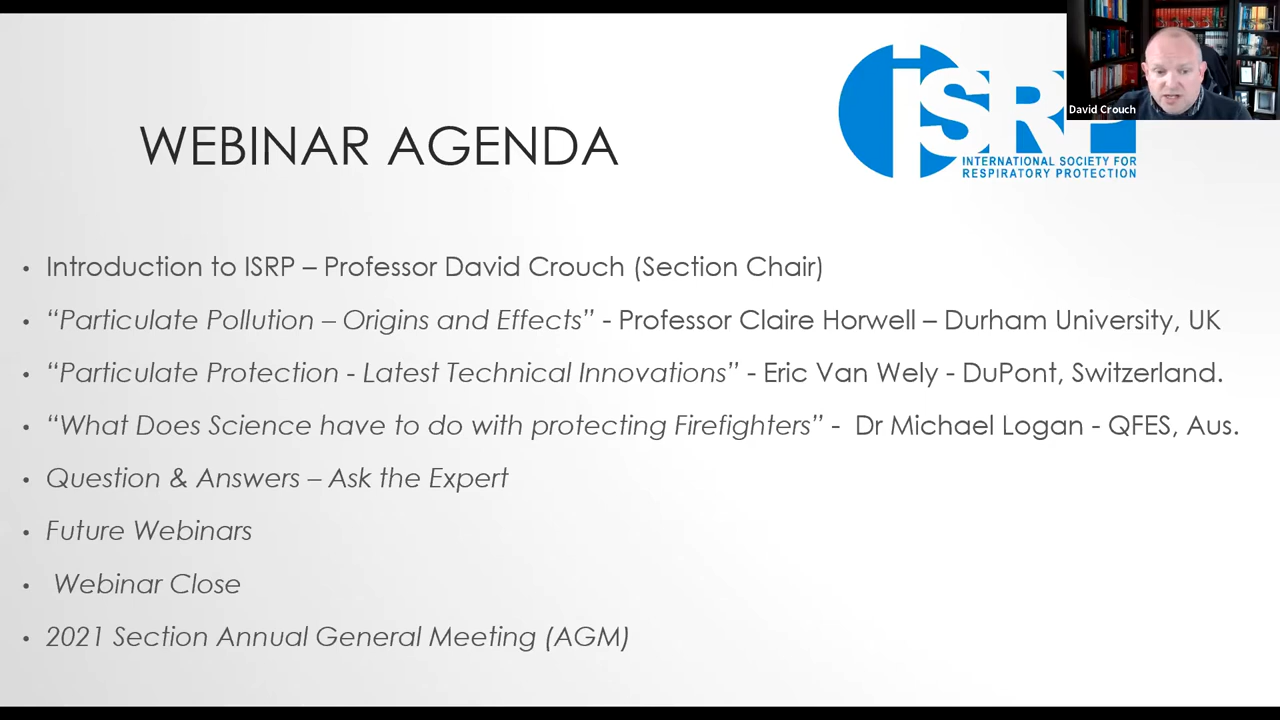 iSRP
David Crouch
INTERNATIONAL SOCIETY FOR
RESPIRATORY PROTECTION
WEBINAR AGENDA
• Introduction to ISRP – Professor David Crouch (Section Chair)
• “Particulate Pollution – Origins and Effects” - Professor Claire Horwell – Durham University, UK
• “Particulate Protection - Latest Technical Innovations” - Eric Van Wely - DuPont, Switzerland.
• “What Does Science have to do with protecting Firefighters” -  Dr Michael Logan - QFES, Aus.
• Question & Answers – Ask the Expert
• Future Webinars
• Webinar Close
• 2021 Section Annual General Meeting (AGM)